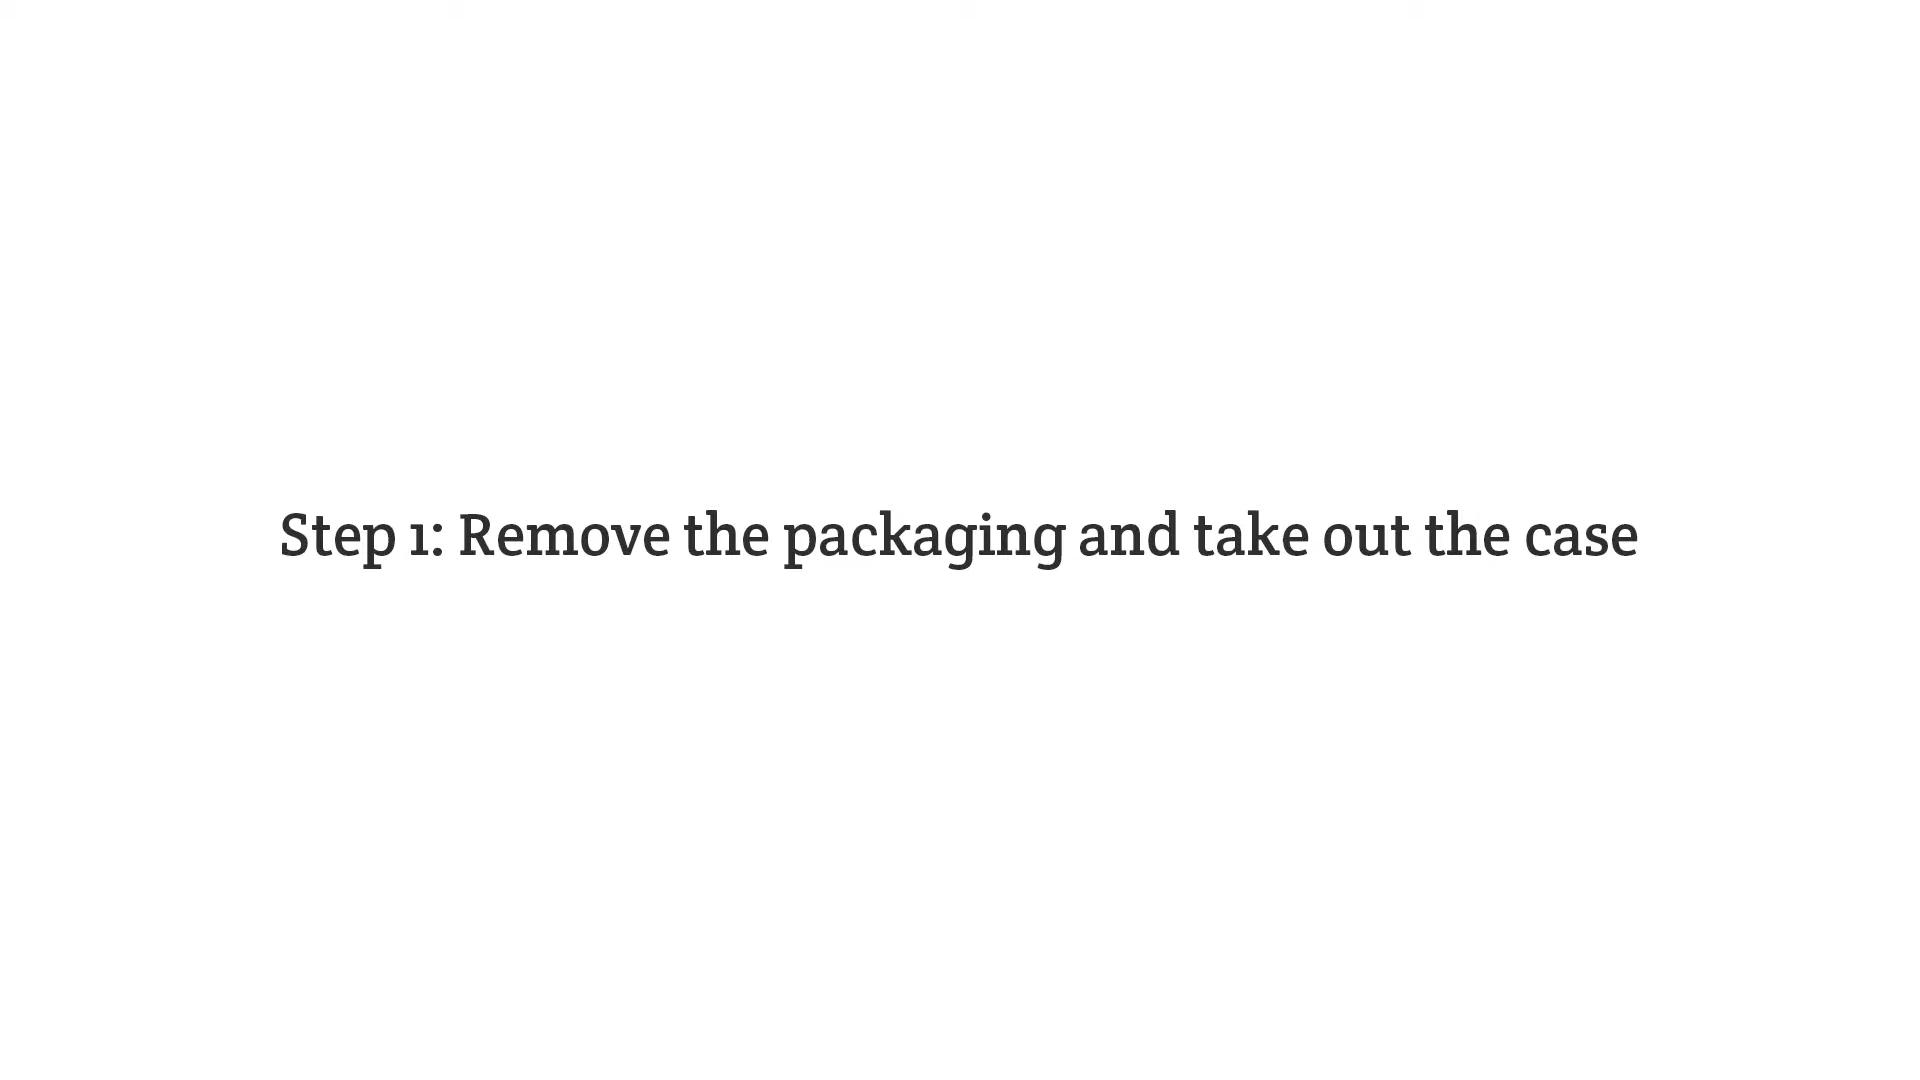 Step 1: Remove the packaging and take out the case